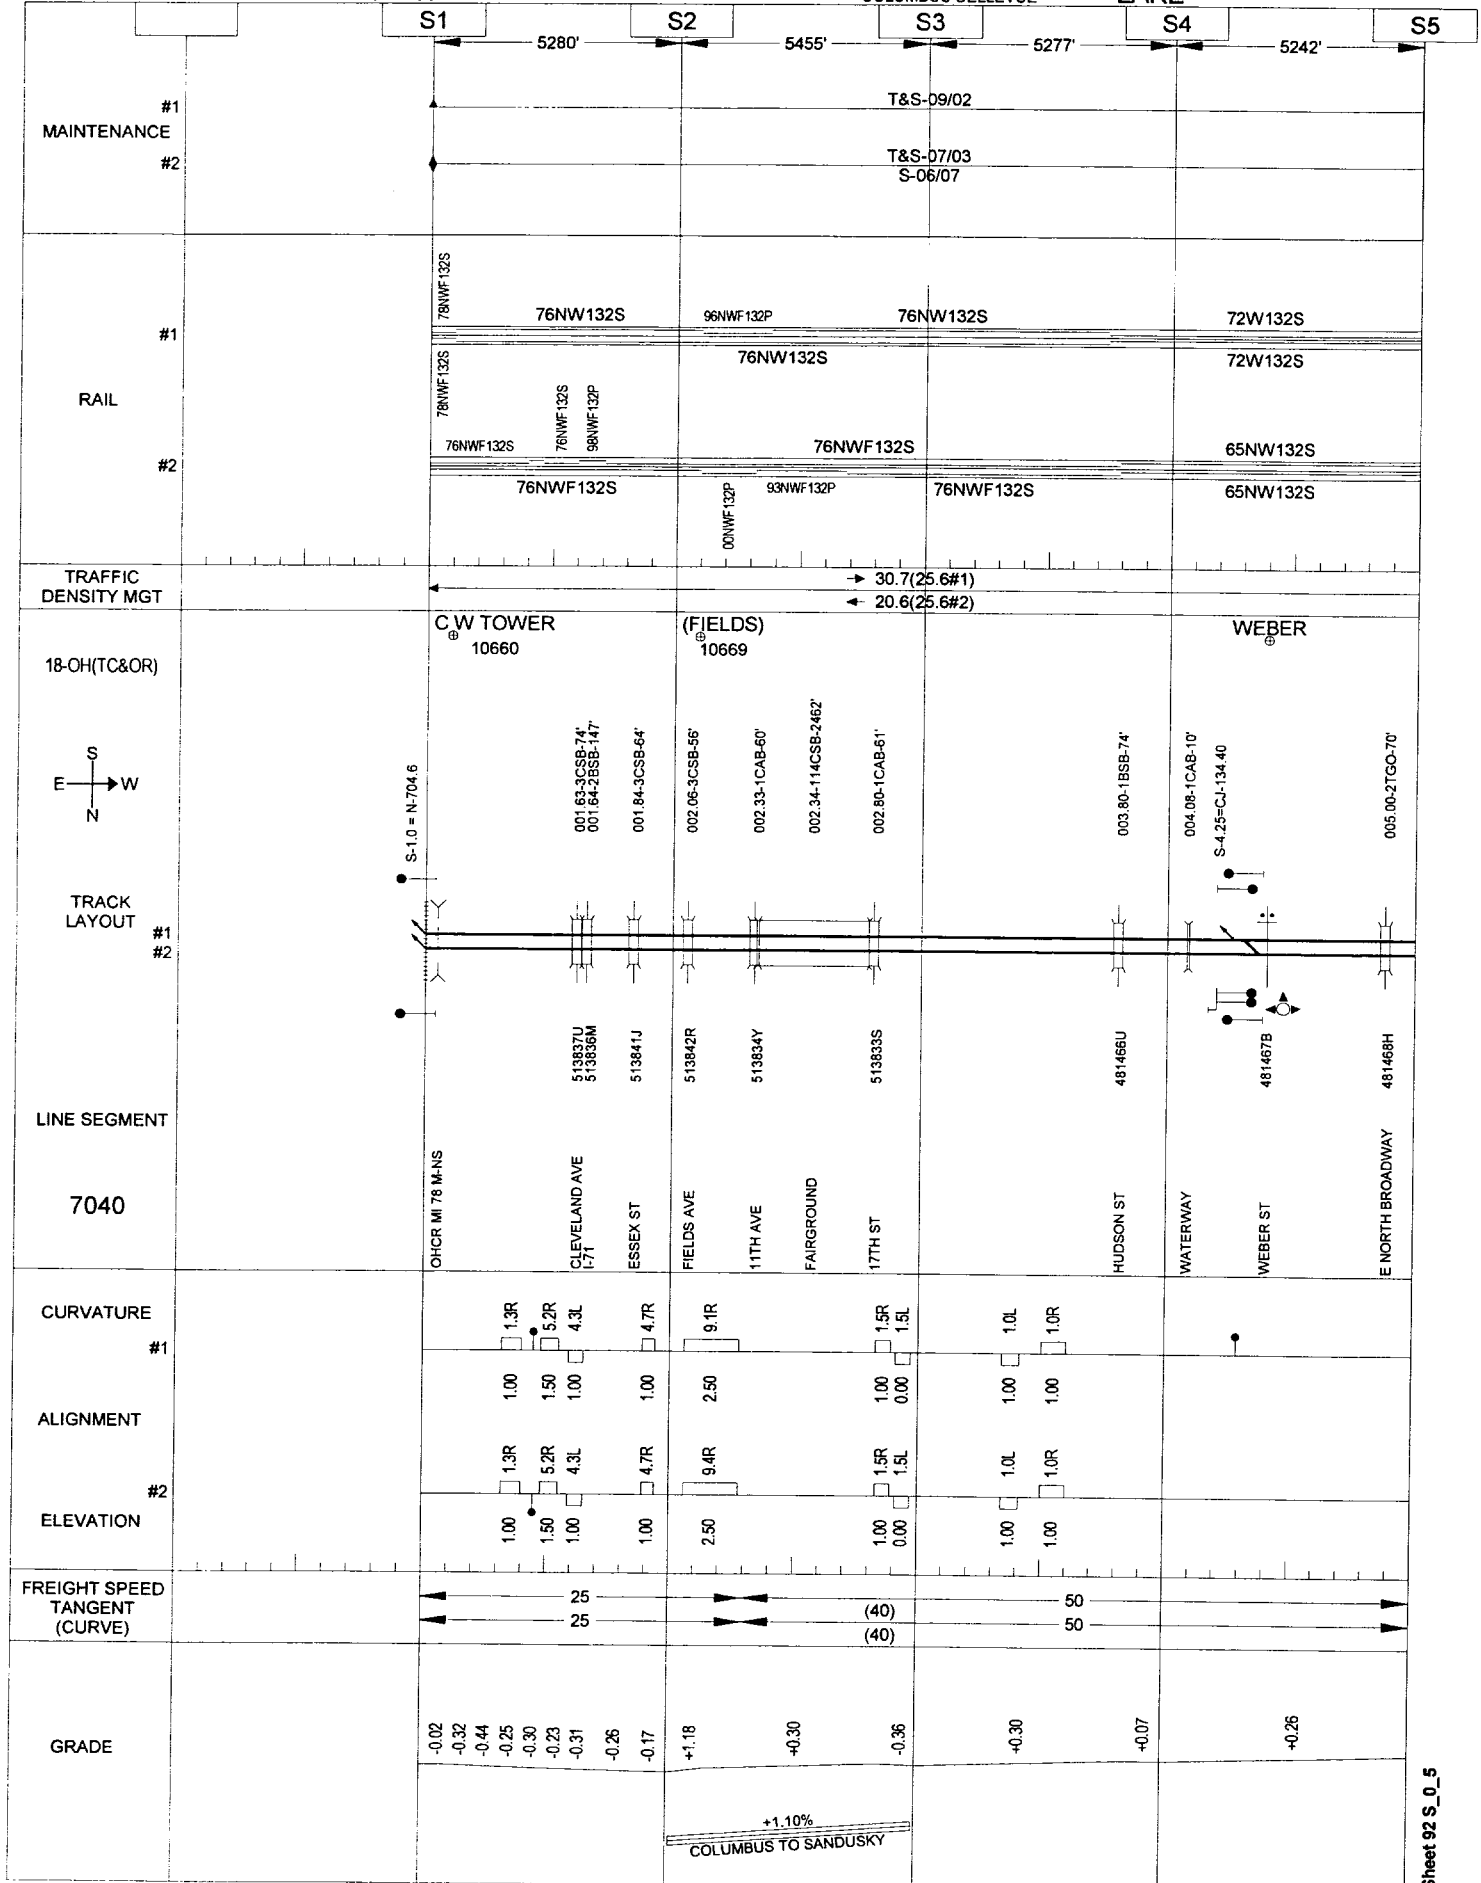 S1 S2 S3 S4 S5
5280' 5455' 5277' 5242'
#1 T&S-09/02
MAINTENANCE
#2 T&S-07/03
S-06/07
78NWF132S
76NW132S 96NWF132P 76NW132S 72W132S
#1
76NW132S 72W132S
78NWF132S
RAIL
76NWF132S 76NWF132S 98NWF132P 76NWF132S 65NW132S
#2
76NWF132S 00NWF132P 93NWF132P 76NWF132S 65NW132S
TRAFFIC
DENSITY MGT
30.7(25.6#1)
20.6(25.6#2)
C W TOWER (FIELDS) WEBER
10660 10669
18-OH(TC&OR)
S
E W
N
S-1.0 = N-704.6
001.63-3CSB-74'
001.64-2BSB-147'
001.84-3CSB-64'
002.06-3CSB-56'
002.33-1CAB-60'
002.34-114CSB-2462'
002.80-1CAB-61'
003.80-1BSB-74'
004.08-1CAB-10'
S-4.25=CJ-134.40
005.00-2TGO-70'
TRACK
LAYOUT
#1
#2
513837U
513836M
513841J
513842R
513834Y
513833S
481466U
481467B
481468H
LINE SEGMENT
7040
OHCR MI 78 M-NS
CLEVELAND AVE
I-71
ESSEX ST
FIELDS AVE
11TH AVE
FAIRGROUND
17TH ST
HUDSON ST
WATERWAY
WEBER ST
E NORTH BROADWAY
CURVATURE
#1
1.3R 5.2R 4.3L 4.7R 9.1R 1.5R 1.5L 1.0L 1.0R
1.00 1.50 1.00 1.00 2.50 1.00 0.00 1.00 1.00
ALIGNMENT
#2
1.3R 5.2R 4.3L 4.7R 9.4R 1.5R 1.5L 1.0L 1.0R
ELEVATION
1.00 1.50 1.00 1.00 2.50 1.00 0.00 1.00 1.00
FREIGHT SPEED
TANGENT
(CURVE)
25 (40) 50
25 (40) 50
GRADE
-0.02 -0.32 -0.44 -0.25 -0.30 -0.23 -0.31 -0.26 -0.17 +1.18 +0.30 -0.36 +0.30 +0.07 +0.26
+1.10%
COLUMBUS TO SANDUSKY
Sheet 92 S_0_5